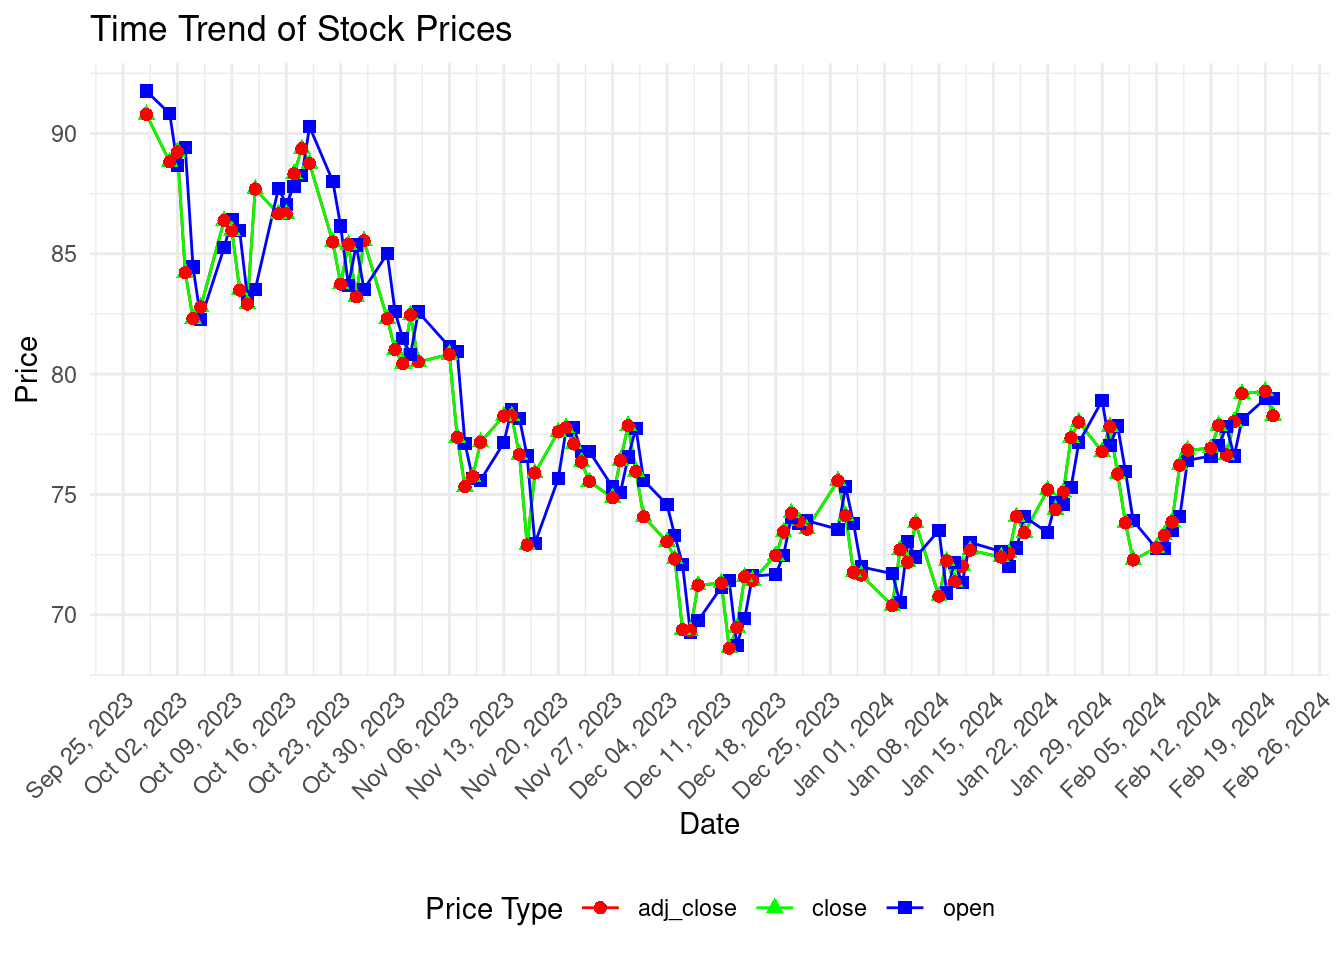 Time Trend of Stock Prices
Price
90
85
80
75
70
Sep 25, 2023
Oct 02, 2023
Oct 09, 2023
Oct 16, 2023
Oct 23, 2023
Oct 30, 2023
Nov 06, 2023
Nov 13, 2023
Nov 20, 2023
Nov 27, 2023
Dec 04, 2023
Dec 11, 2023
Dec 18, 2023
Dec 25, 2023
Jan 01, 2024
Jan 08, 2024
Jan 15, 2024
Jan 22, 2024
Jan 29, 2024
Feb 05, 2024
Feb 12, 2024
Feb 19, 2024
Feb 26, 2024
Date
Price Type adj_close close open